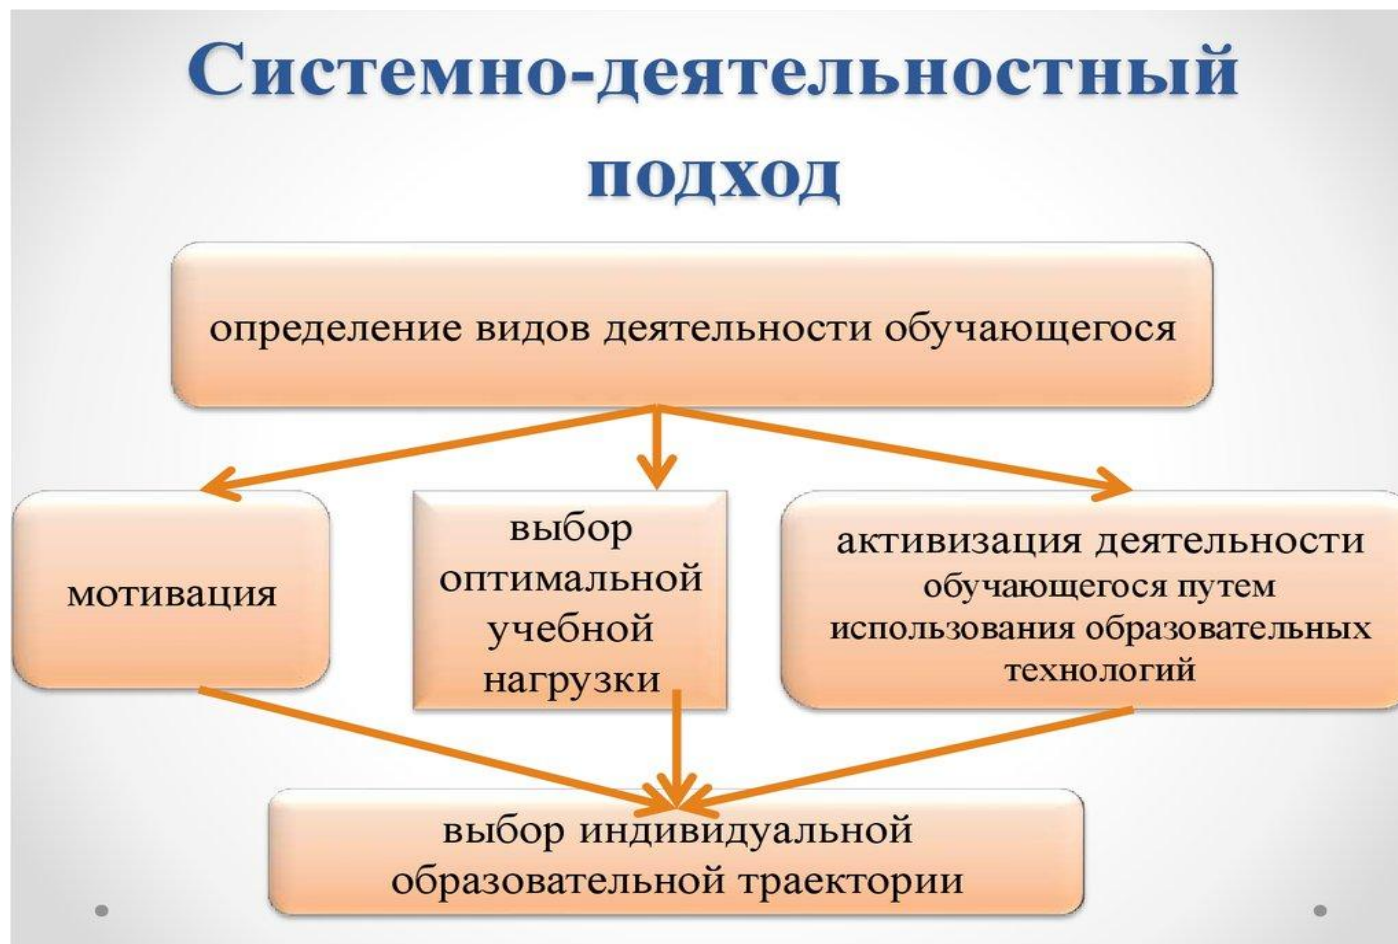 Системно-деятельностный
подход
определение видов деятельности обучающегося
мотивация
выбор
оптимальной
учебной
нагрузки
активизация деятельности
обучающегося путем
использования образовательных
технологий
выбор индивидуальной
образовательной траектории